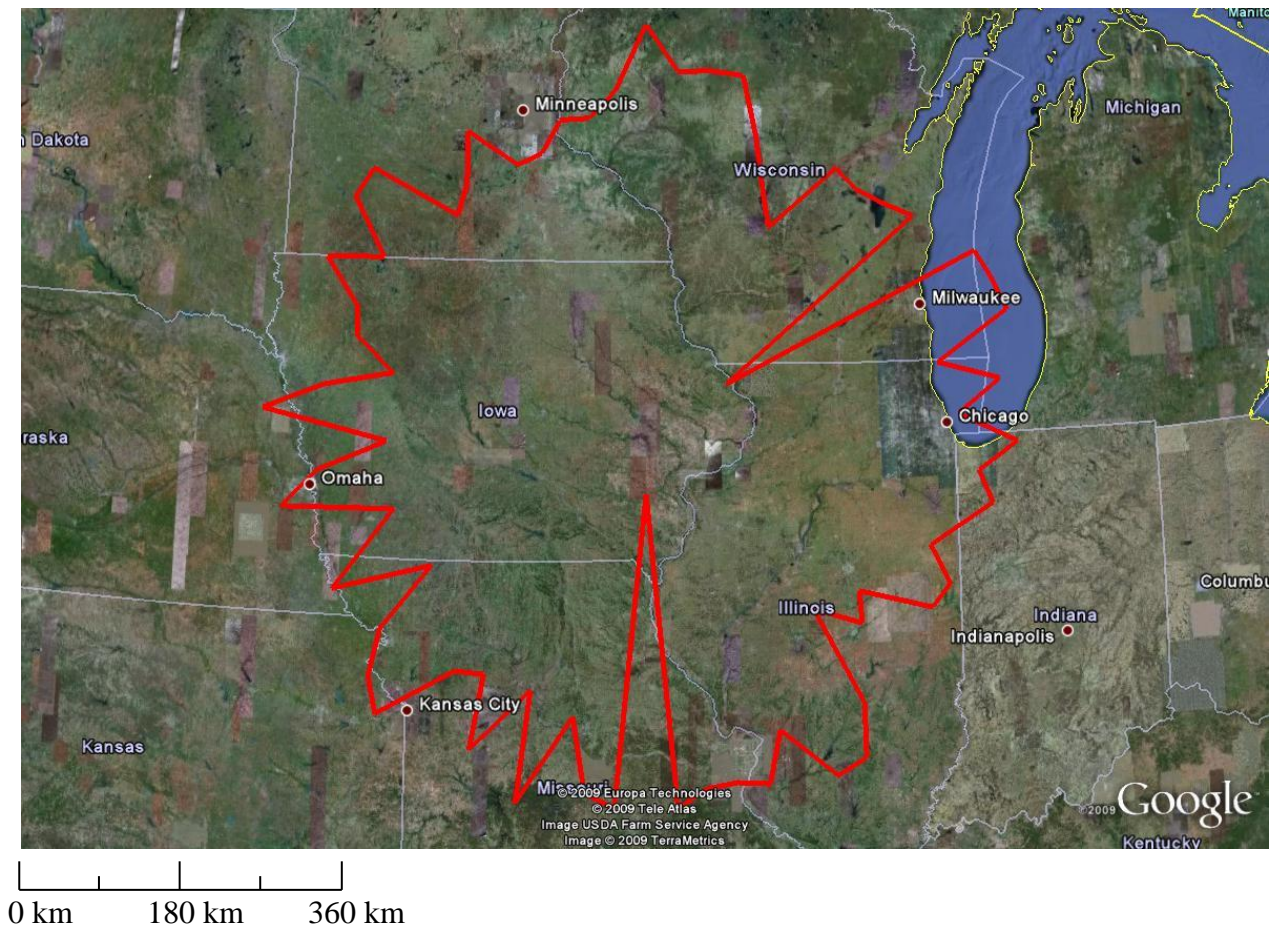 Manito
Minneapolis
Michigan
n Dakota
Wisconsin
Milwaukee
Iowa
Chicago
raska
Omaha
Columbu
Illinois
Indiana
Indianapolis
Kansas City
Kansas
Missouri
© 2009 Europa Technologies
© 2009 Tele Atlas
Image USDA Farm Service Agency
Image © 2009 TerraMetrics
©2009 Google
Kentucky
0 km 180 km 360 km